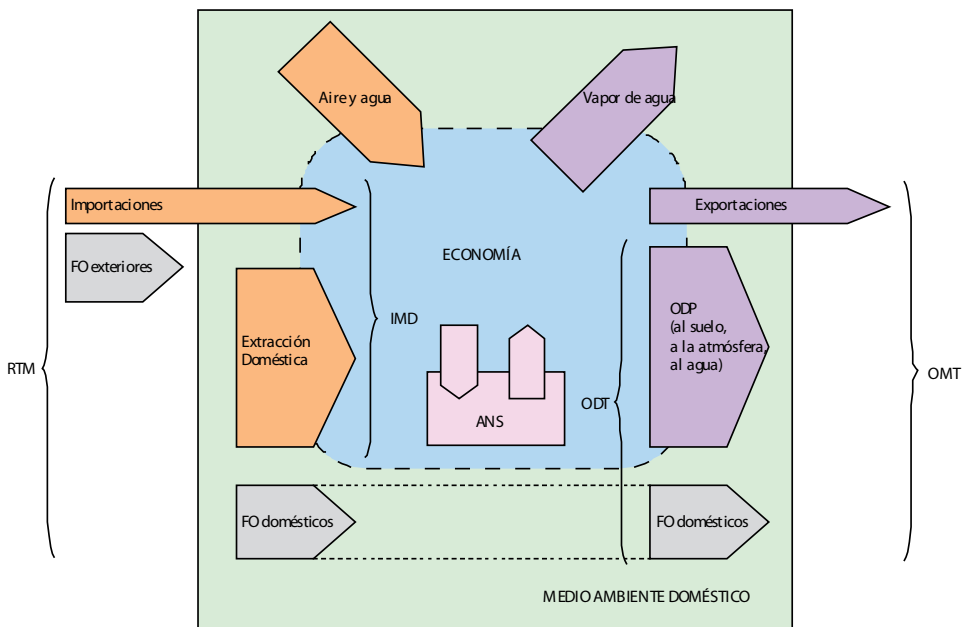 Aire y agua
Vapor de agua
Importaciones
Exportaciones
FO exteriores
ECONOMÍA
IMD
Extracción
Doméstica
ODP
(al suelo,
a la atmósfera,
al agua)
RTM
OMT
ODT
ANS
FO domésticos
FO domésticos
MEDIO AMBIENTE DOMÉSTICO